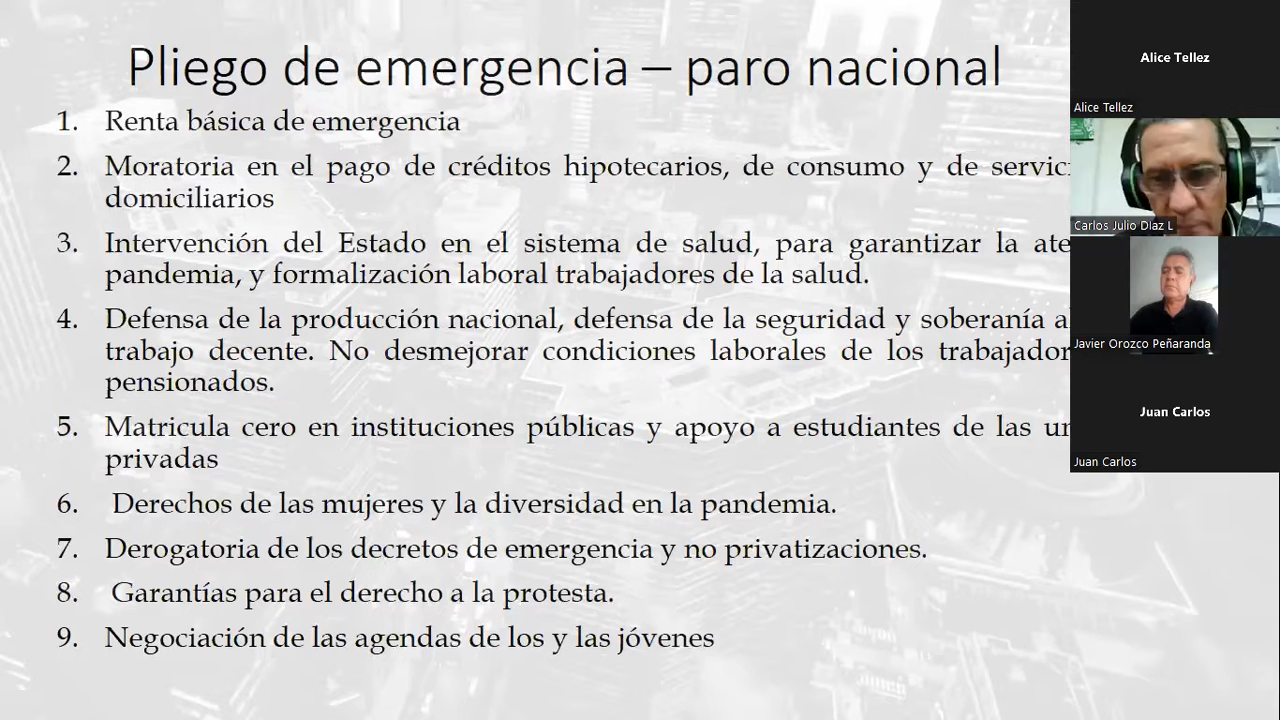 Pliego de emergencia – paro nacional
1. Renta básica de emergencia
2. Moratoria en el pago de créditos hipotecarios, de consumo y de
domiciliarios
3. Intervención del Estado en el sistema de salud, para garantizar la
pandemia, y formalización laboral trabajadores de la salud.
4. Defensa de la producción nacional, defensa de la seguridad y soberanía
trabajo decente. No desmejorar condiciones laborales de los
pensionados.
5. Matricula cero en instituciones públicas y apoyo a estudiantes de las
privadas
6. Derechos de las mujeres y la diversidad en la pandemia.
7. Derogatoria de los decretos de emergencia y no privatizaciones.
8. Garantías para el derecho a la protesta.
9. Negociación de las agendas de los y las jóvenes
Alice Tellez
Alice Tellez
Carlos Julio Díaz L
Javier Orozco Peñaranda
Juan Carlos
Juan Carlos